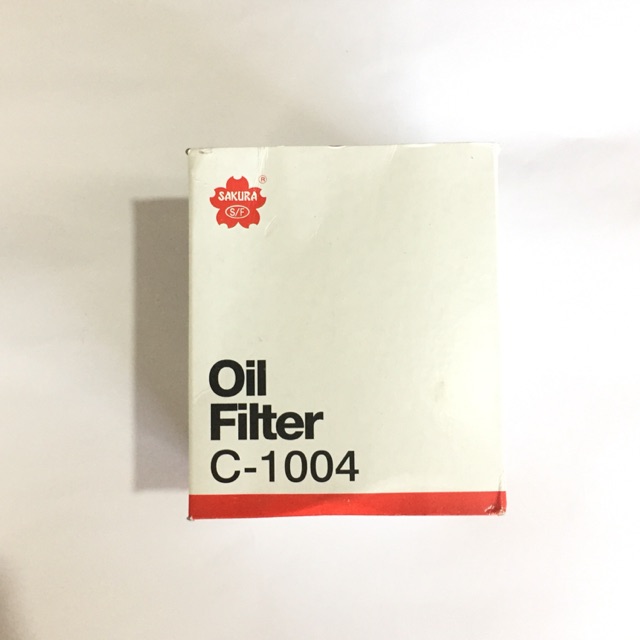 SAKURA ®
S/F
Oil
Filter
C-1004